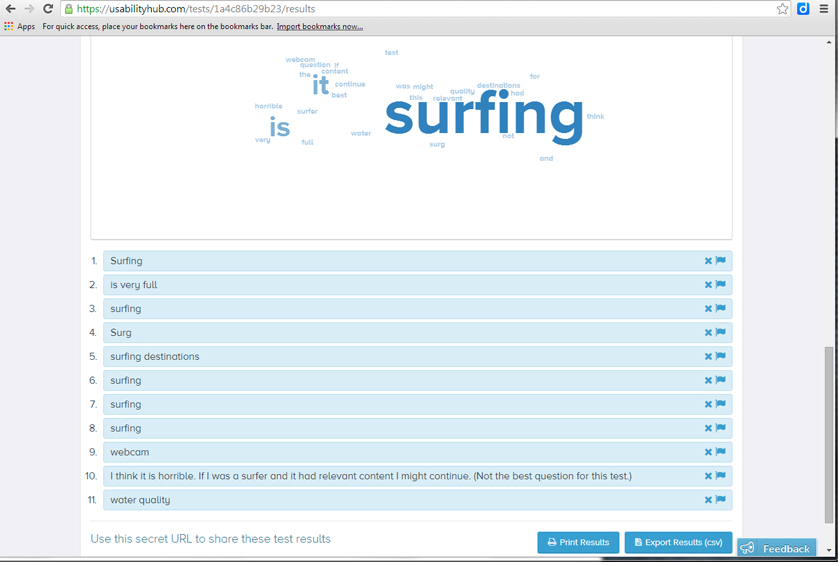 https://usabilityhub.com/tests/1a4c86b29b23/results
Apps For quick access, place your bookmarks here on the bookmarks bar. Import bookmarks now...
test
webcam
question if
the content
it continue
best
was might
quality destinations
for
this relevant had
horrible
surfer
surfing
think
is
water
not
very
full
surg
and
1. Surfing
2. is very full
3. surfing
4. Surg
5. surfing destinations
6. surfing
7. surfing
8. surfing
9. webcam
10. I think it is horrible. If I was a surfer and it had relevant content I might continue. (Not the best question for this test.)
11. water quality
Use this secret URL to share these test results
Print Results
Export Results (csv)
Feedback